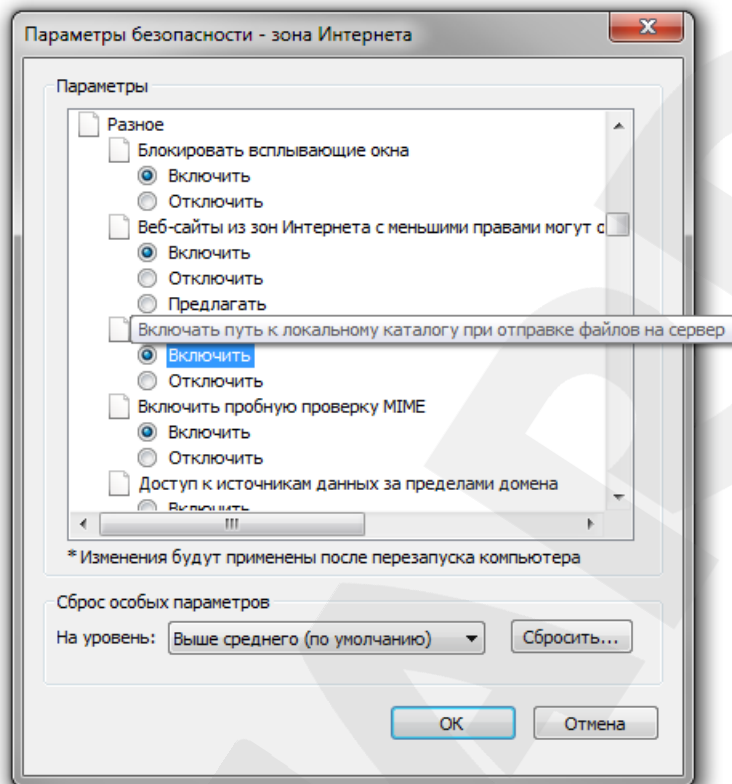 Параметры безопасности - зона Интернета
Параметры
Разное
Блокировать всплывающие окна
Включить
Отключить
Веб-сайты из зон Интернета с меньшими правами могут о
Включить
Отключить
Предлагать
Включать путь к локальному каталогу при отправке файлов на сервер
Включить
Отключить
Включить пробную проверку MIME
Включить
Отключить
Доступ к источникам данных за пределами домена
Включить
* Изменения будут применены после перезапуска компьютера
Сброс особых параметров
На уровень: Выше среднего (по умолчанию) Сбросить...
ОК Отмена